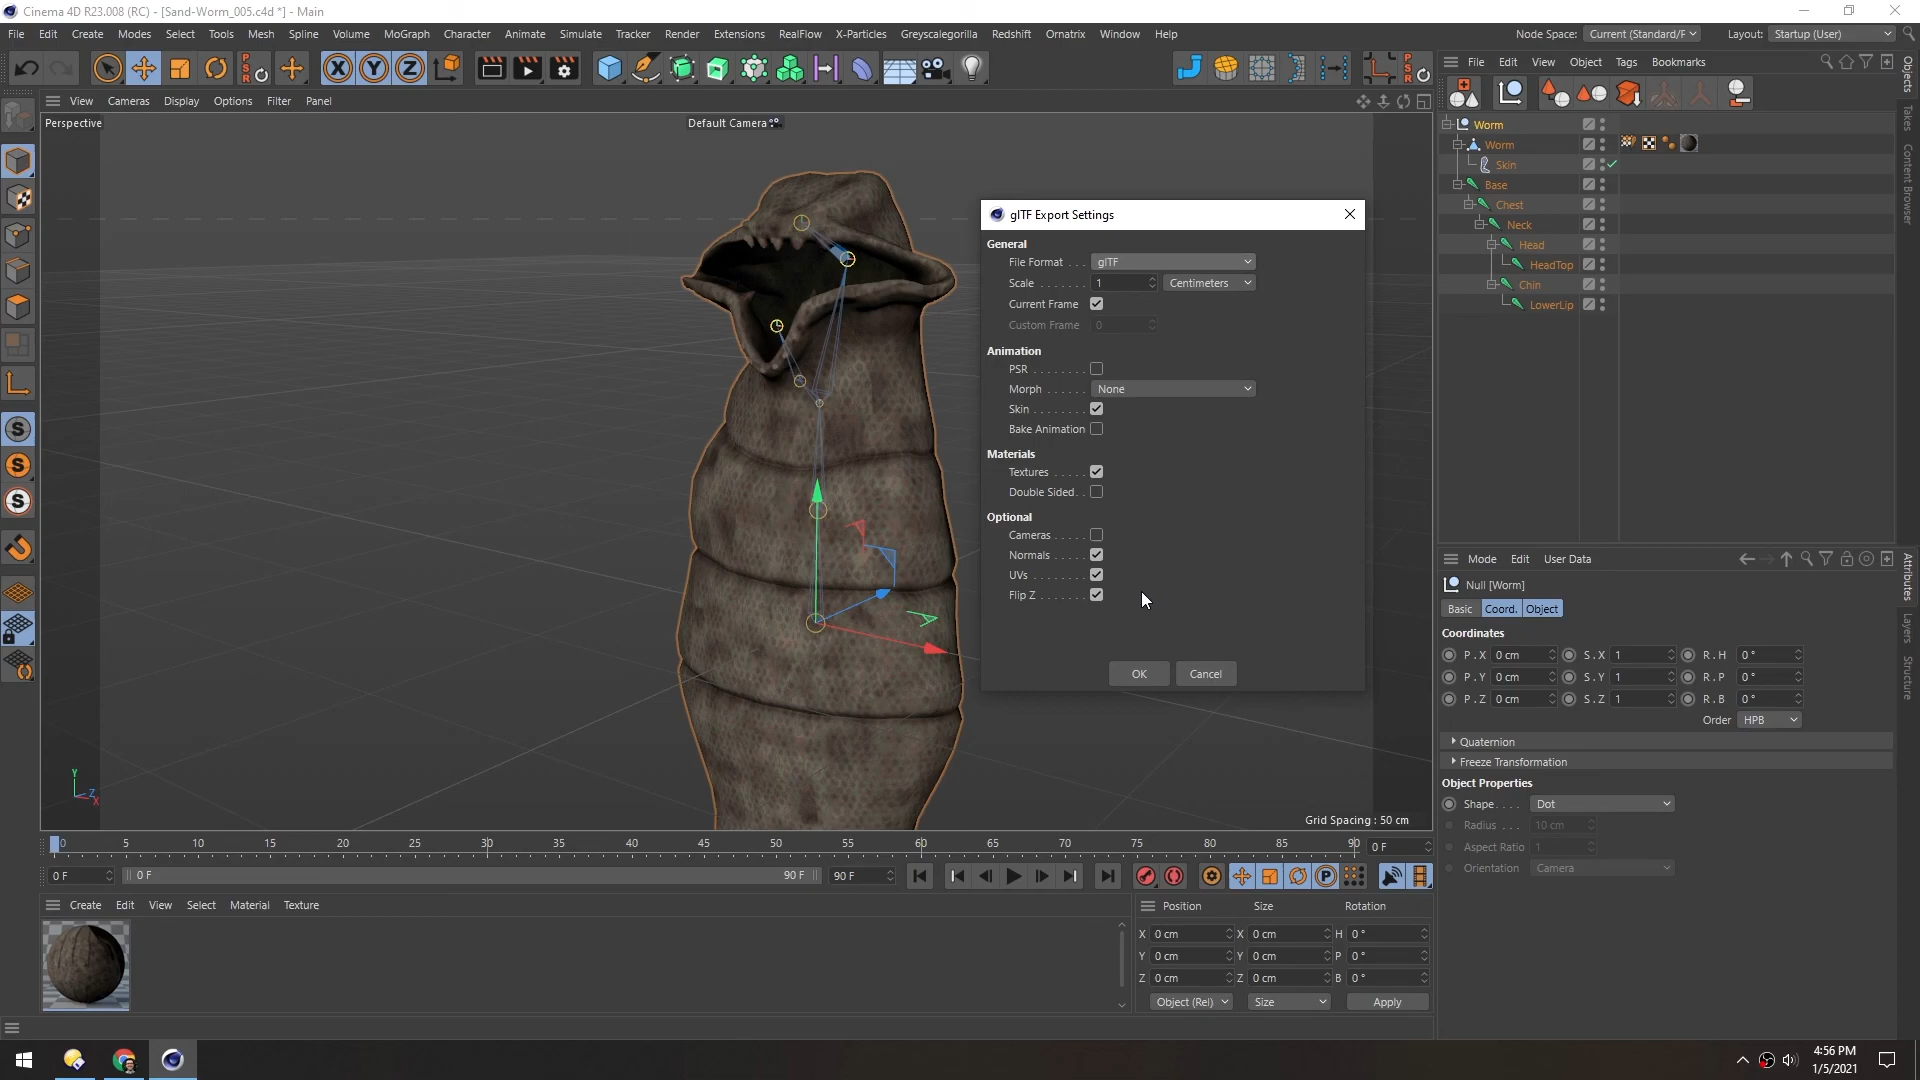 Cinema 4D R23.008 (RC) - [Sand-Worm_005.c4d *] - Main
File Edit Create Modes Select Tools Mesh Spline Volume MoGraph Character Animate Simulate Tracker Render Extensions RealFlow X-Particles Greyscalegorilla Redshift Ornatrix Window Help
Node Space: Current (Standard/F Layout: Startup (User)
PSR
X Y Z
PSR
File Edit View Object Tags Bookmarks
View Cameras Display Options Filter Panel
Perspective
Default Camera
Worm
Worm
Skin
Base
Chest
Neck
Head
HeadTop
Chin
LowerLip
Objects
Takes
Content Browser
glTF Export Settings
General
File Format . . . glTF
Scale . . . . . . . 1 Centimeters
Current Frame
Custom Frame 0
Animation
PSR
Morph . . . . . . None
Skin
Bake Animation
Materials
Textures
Double Sided
Optional
Cameras
Normals
UVs
Flip Z
OK Cancel
S
S
S
Y
Z
X
Grid Spacing : 50 cm
Mode Edit User Data
Null [Worm]
Basic Coord. Object
Coordinates
P . X 0 cm S . X 1 R . H 0 °
P . Y 0 cm S . Y 1 R . P 0 °
P . Z 0 cm S . Z 1 R . B 0 °
Order HPB
Quaternion
Freeze Transformation
Object Properties
Shape . . . . Dot
Radius . . . 10 cm
Aspect Ratio 1
Orientation Camera
Attributes
Layers
Structure
0 5 10 15 20 25 30 35 40 45 50 55 60 65 70 75 80 85 90 0 F
0 F 0 F 90 F 90 F
P
Create Edit View Select Material Texture
Position Size Rotation
X 0 cm X 0 cm H 0 °
Y 0 cm Y 0 cm P 0 °
Z 0 cm Z 0 cm B 0 °
Object (Rel) Size Apply
4:56 PM
1/5/2021